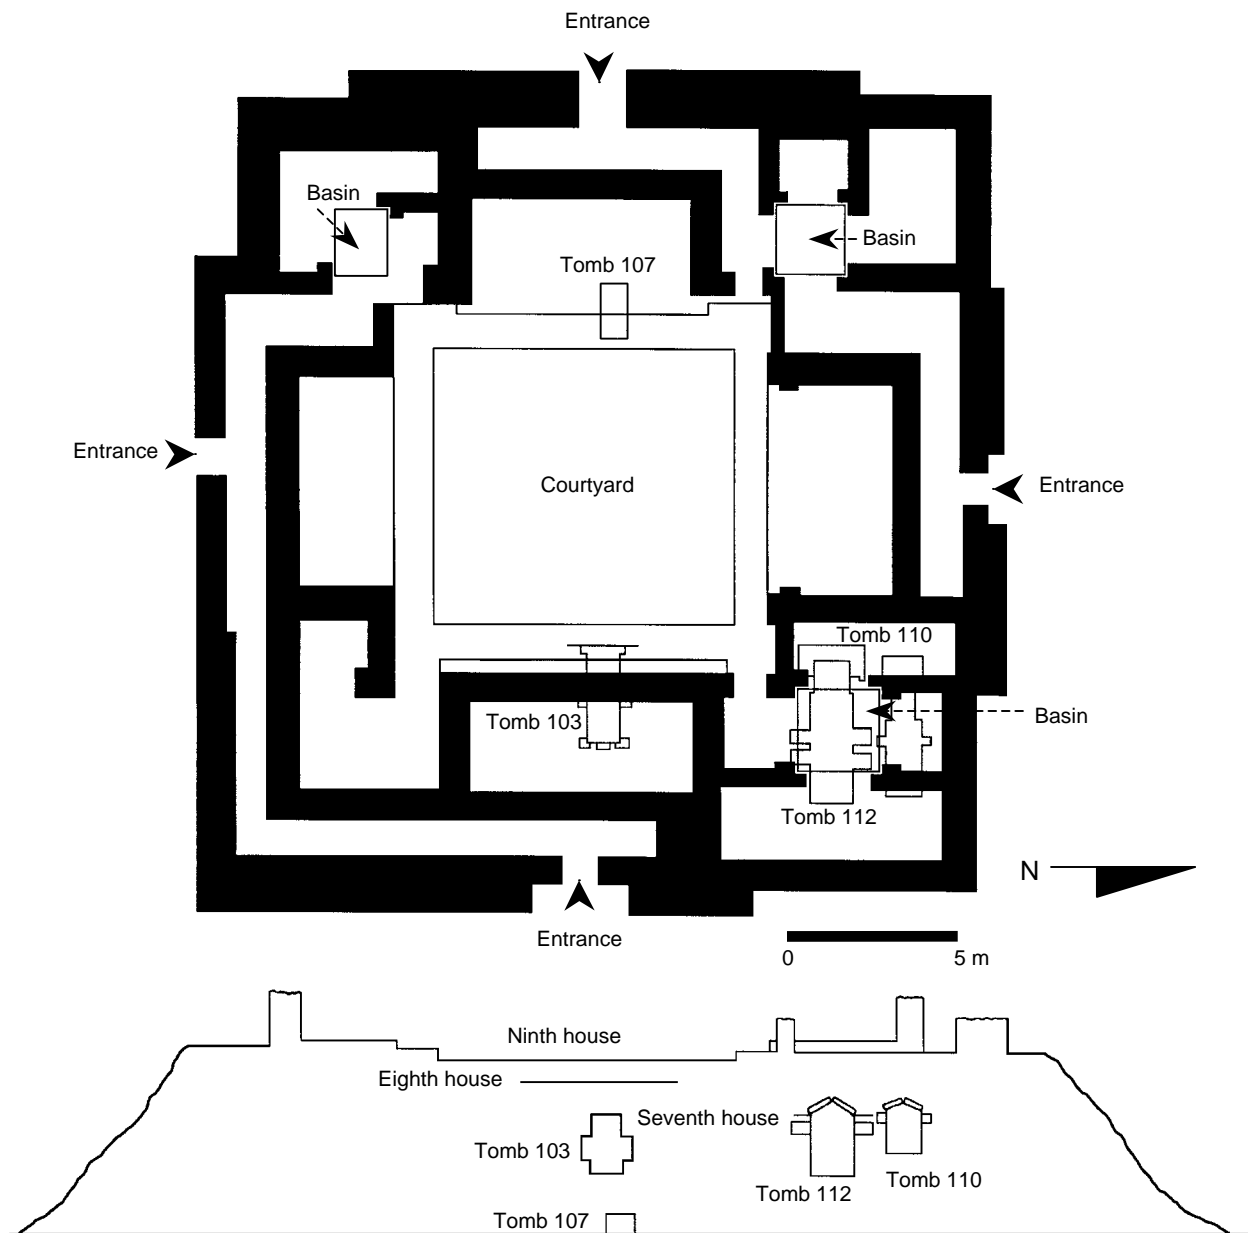 Entrance
Basin
Basin
Tomb 107
Entrance
Courtyard
Entrance
Tomb 110
Tomb 103
Basin
Tomb 112
N
Entrance
0 5 m
Ninth house
Eighth house
Seventh house
Tomb 103
Tomb 110
Tomb 112
Tomb 107